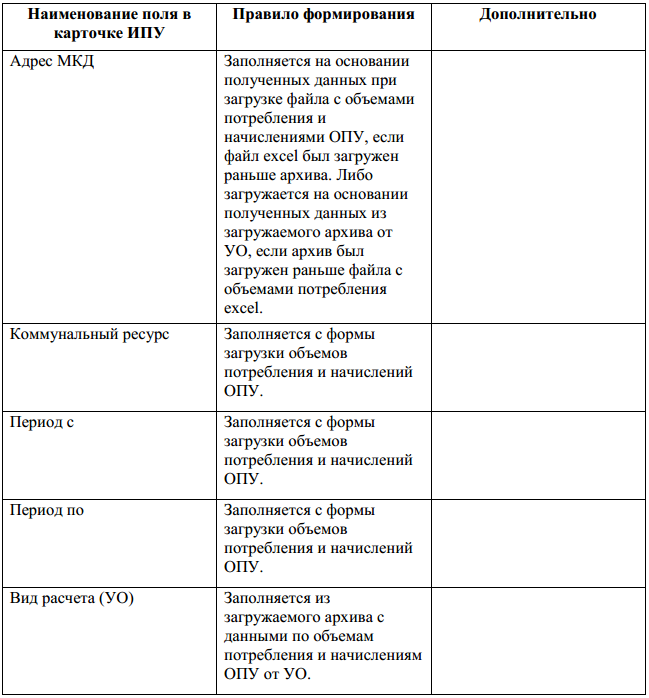 Наименование поля в
карточке ИПУ
Правило формирования
Дополнительно
Адрес МКД
Заполняется на основании
полученных данных при
загрузке файла с объемами
потребления и
начислениями ОПУ, если
файл excel был загружен
раньше архива. Либо
загружается на основании
полученных данных из
загружаемого архива от
УО, если архив был
загружен раньше файла с
объемами потребления
excel.
Коммунальный ресурс
Заполняется с формы
загрузки объемов
потребления и начислений
ОПУ.
Период с
Заполняется с формы
загрузки объемов
потребления и начислений
ОПУ.
Период по
Заполняется с формы
загрузки объемов
потребления и начислений
ОПУ.
Вид расчета (УО)
Заполняется из
загружаемого архива с
данными по объемам
потребления и начислениям
ОПУ от УО.